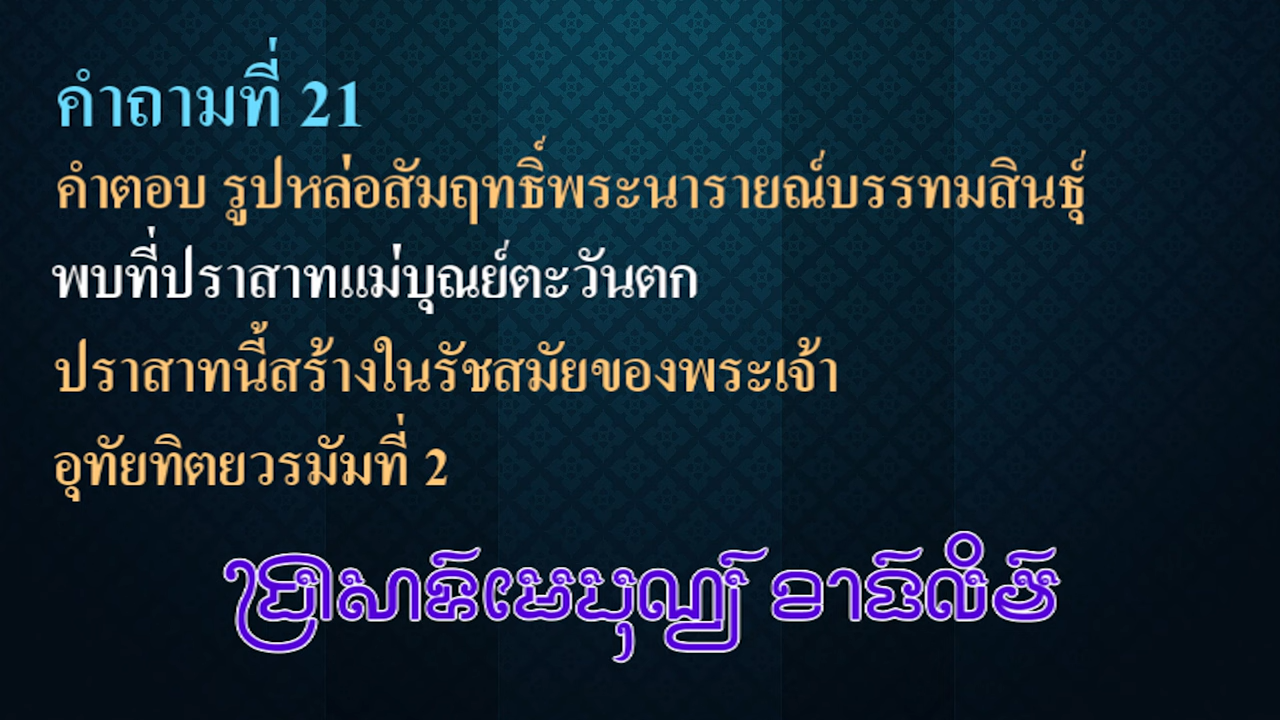 คำถามที่ 21
คำตอบ รูปหล่อสัมฤทธิ์พระนารายณ์บรรทมสินธุ์
พบที่ปราสาทแม่บุณย์ตะวันตก
ปราสาทนี้สร้างในรัชสมัยของพระเจ้า
อุทัยทิตยวรมัมที่ 2
ប្រាសាទមេបុណ្យ ខាងលិច